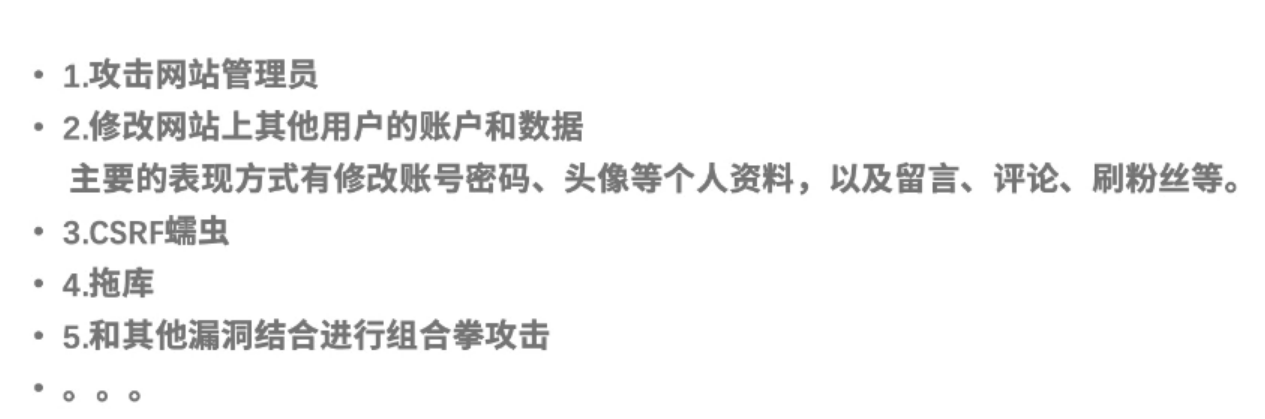 • 1.攻击网站管理员
• 2.修改网站上其他用户的账户和数据
主要的表现方式有修改账号密码、头像等个人资料，以及留言、评论、刷粉丝等。
• 3.CSRF蠕虫
• 4.拖库
• 5.和其他漏洞结合进行组合拳攻击
• 。。。